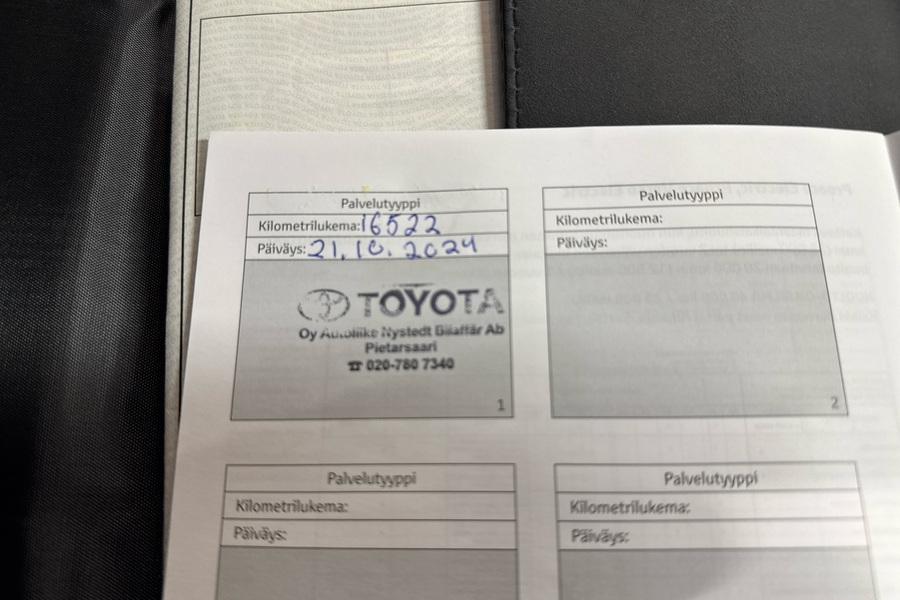 Palvelutyyppi
Kilometrilukema: 16522
Päiväys: 21.10.2024
TOYOTA
Oy Autoliike Nystedt Bilaffär Ab
Pietarsaari
☎ 020-780 7340
1
Palvelutyyppi
Kilometrilukema:
Päiväys:
2
Palvelutyyppi
Kilometrilukema:
Päiväys:
Palvelutyyppi
Kilometrilukema:
Päiväys: